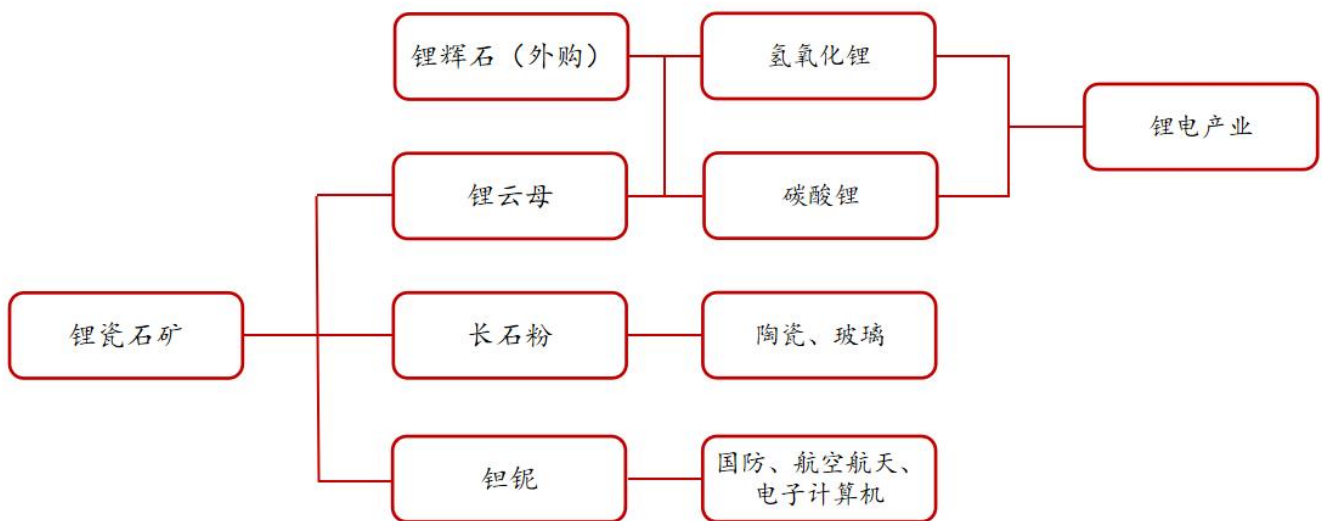 锂辉石（外购）
氢氧化锂
锂电产业
锂云母
碳酸锂
锂瓷石矿
长石粉
陶瓷、玻璃
钽铌
国防、航空航天、
电子计算机